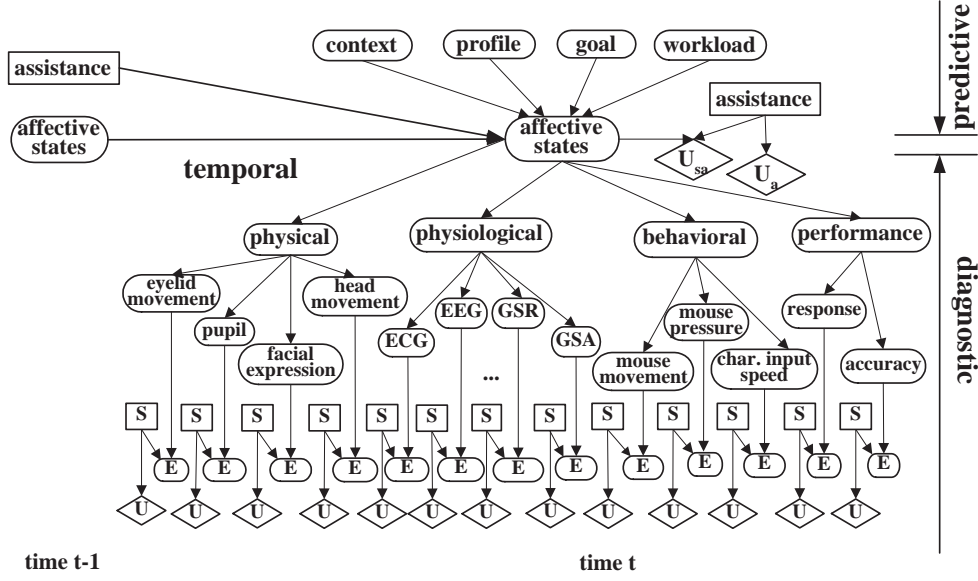 context
profile
goal
workload
predictive
assistance
assistance
affective
states
affective
states
U_sa
U_a
temporal
physical
physiological
behavioral
performance
diagnostic
eyelid
movement
head
movement
pupil
facial
expression
ECG
EEG
GSR
GSA
...
mouse
pressure
mouse
movement
char. input
speed
response
accuracy
S S S S S S S S S S S S S
E E E E E E E E E E E E E
U U U U U U U U U U U U U
time t-1
time t